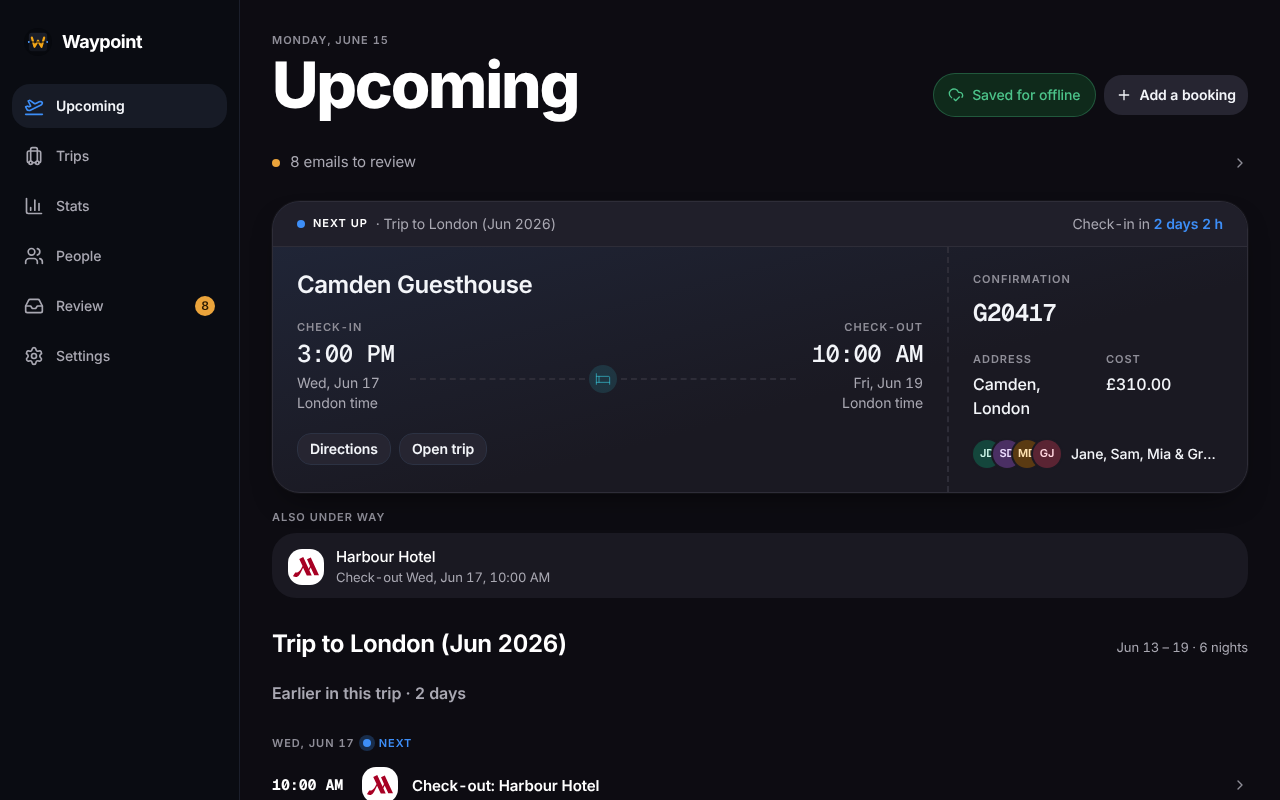 Waypoint
Upcoming
Trips
Stats
People
Review
8
Settings
MONDAY, JUNE 15
Upcoming
Saved for offline
Add a booking
8 emails to review
NEXT UP · Trip to London (Jun 2026)
Check-in in 2 days 2 h
Camden Guesthouse
CHECK-IN
3:00 PM
Wed, Jun 17
London time
CHECK-OUT
10:00 AM
Fri, Jun 19
London time
Directions
Open trip
CONFIRMATION
G20417
ADDRESS
Camden,
London
COST
£310.00
GJ
Jane, Sam, Mia & Gr...
ALSO UNDER WAY
Harbour Hotel
Check-out Wed, Jun 17, 10:00 AM
Trip to London (Jun 2026)
Jun 13 – 19 · 6 nights
Earlier in this trip · 2 days
WED, JUN 17 NEXT
10:00 AM
Check-out: Harbour Hotel